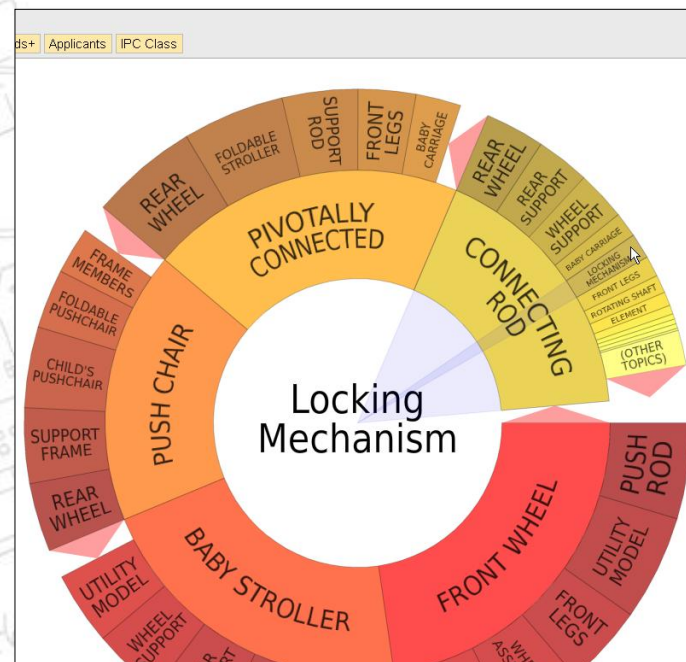 ds+
Applicants
IPC Class
SUPPORT
ROD
FRONT
LEGS
BABY
CARRIAGE
FOLDABLE
STROLLER
REAR
WHEEL
PIVOTALLY
CONNECTED
REAR
WHEEL
REAR
SUPPORT
WHEEL
SUPPORT
BABY CARRIAGE
LOCKING
MECHANISM
FRONT LEGS
ROTATING SHAFT
ELEMENT
(OTHER
TOPICS)
CONNECTING
ROD
FRAME
MEMBERS
FOLDABLE
PUSHCHAIR
CHILD'S
PUSHCHAIR
SUPPORT
FRAME
REAR
WHEEL
PUSH CHAIR
Locking
Mechanism
PUSH
ROD
UTILITY
MODEL
FRONT
LEGS
FRONT WHEEL
BABY STROLLER
UTILITY
MODEL
WHEEL
SUPPORT